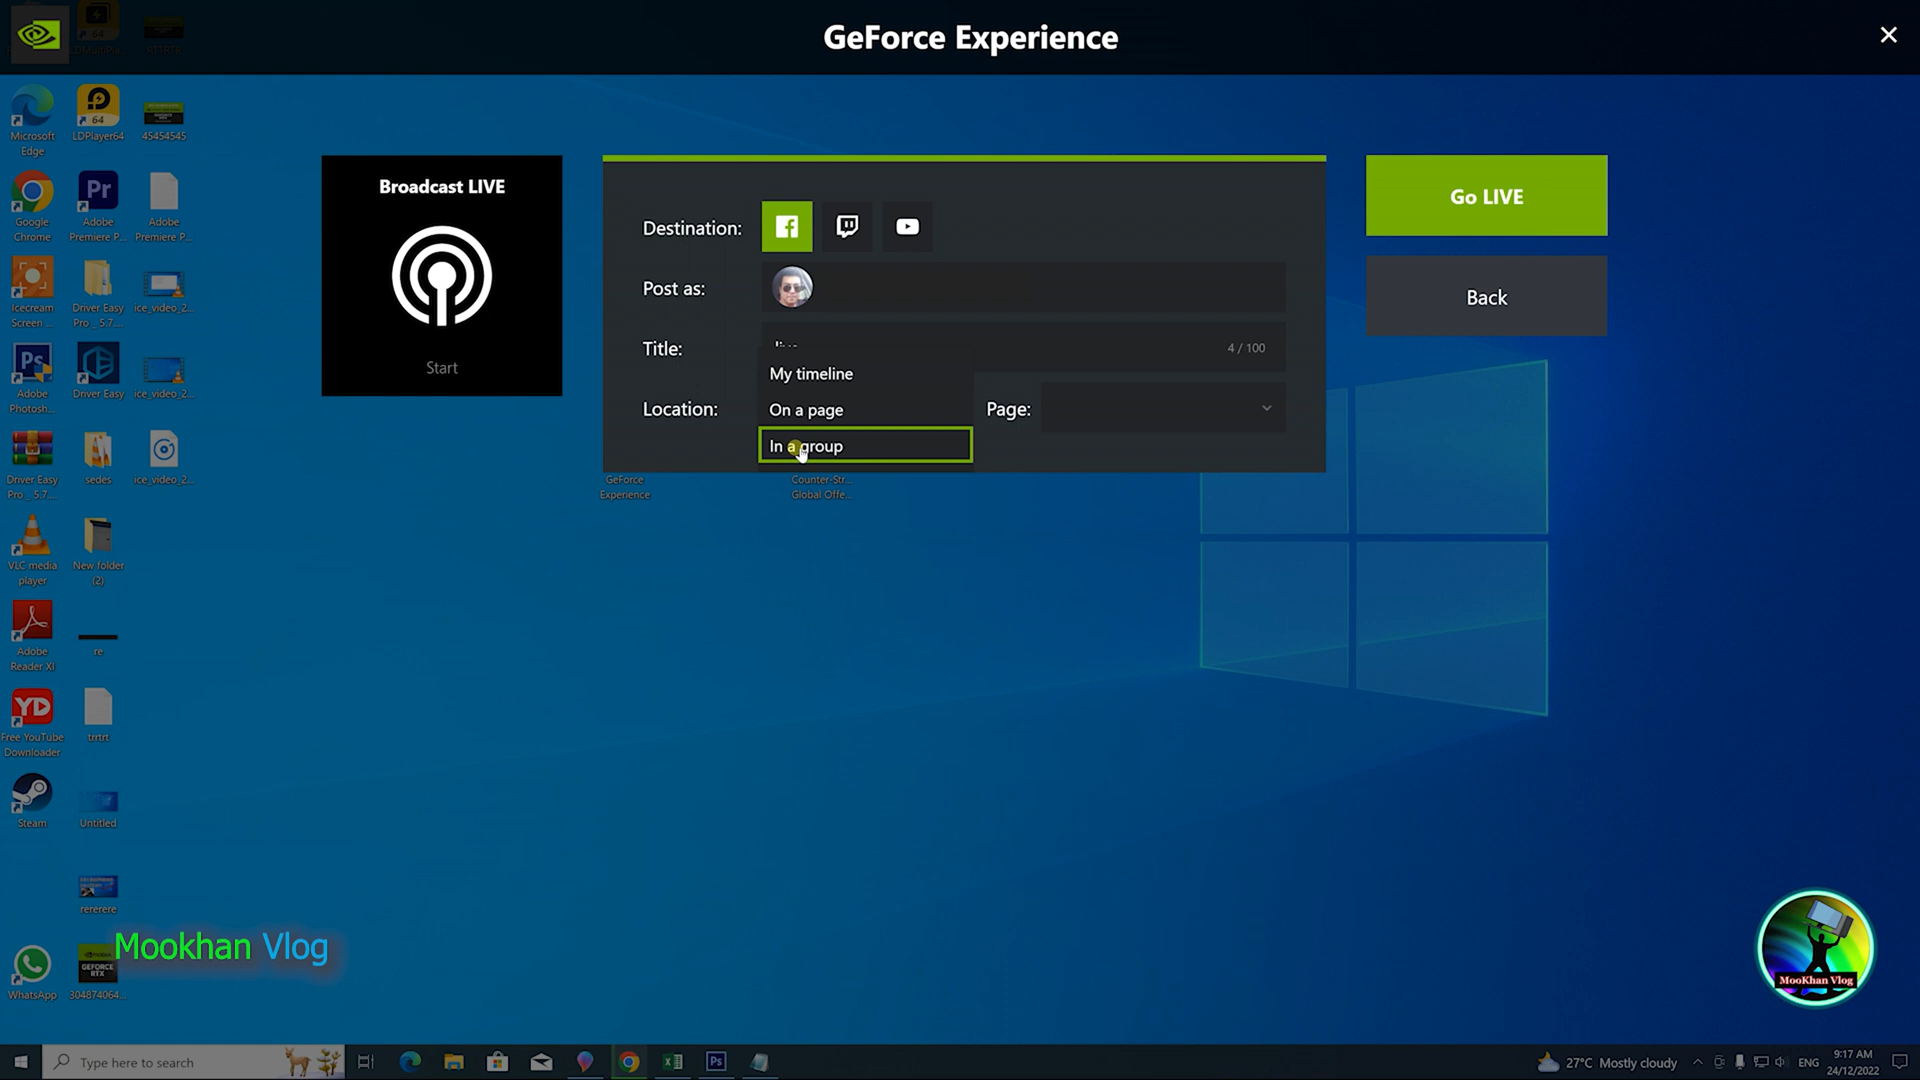 GeForce Experience
Microsoft
Edge
LDPlayer64
45454545
Google
Chrome
Adobe
Premiere P...
Adobe
Premiere P...
Icecream
Screen ...
Driver Easy
Pro _ 5.7....
ice_video_2...
Adobe
Photosh...
Driver Easy
ice_video_2...
Driver Easy
Pro _ 5.7....
sedes
ice_video_2...
VLC media
player
New folder
(2)
Adobe
Reader XI
re
Free YouTube
Downloader
trrtrt
Steam
Untitled
rererere
WhatsApp
GEFORCE
RTX
304874064...
Broadcast LIVE
Start
Destination:
Post as:
Title:
live
4 / 100
Location:
My timeline
On a page
In a group
Page:
Go LIVE
Back
GeForce
Experience
Counter-Str...
Global Offe...
Mookhan Vlog
MooKhan Vlog
Type here to search
27°C Mostly cloudy
ENG
9:17 AM
24/12/2022